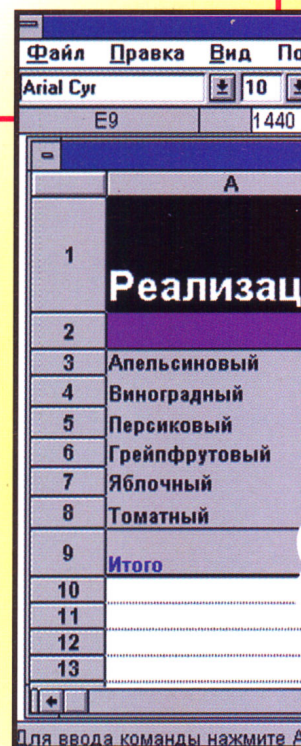 Файл Правка Вид По
Arial Cyr 10
E9 1440
A
1 Реализац
2
3 Апельсиновый
4 Виноградный
5 Персиковый
6 Грейпфрутовый
7 Яблочный
8 Томатный
9 Итого
10
11
12
13
Для ввода команды нажмите A